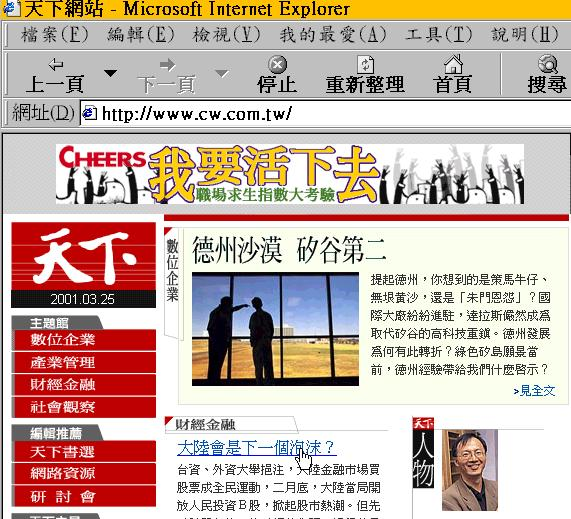 天下網站 - Microsoft Internet Explorer
檔案(F) 編輯(E) 檢視(V) 我的最愛(A) 工具(T) 說明(H)
上一頁 下一頁 停止 重新整理 首頁 搜尋
網址(D) http://www.cw.com.tw/
CHEERS 我要活下去
職場求生指數大考驗
天下
2001.03.25
主題館
數位企業
產業管理
財經金融
社會觀察
編輯推薦
天下書選
網路資源
研 討 會
數位企業
德州沙漠 矽谷第二
提起德州，你想到的是策馬牛仔、
無垠黃沙，還是「朱門恩怨」？國
際大廠紛紛進駐，達拉斯儼然成為
取代矽谷的高科技重鎮。德州發展
為何有此轉折？綠色矽島願景當
前，德州經驗帶給我們什麼啓示？
>見全文
財經金融
大陸會是下一個泡沫？
台資、外資大舉挹注，大陸金融市場買
股票成全民運動，二月底，大陸當局開
放人民投資Ｂ股，掀起股市熱潮。但先
天下
人物